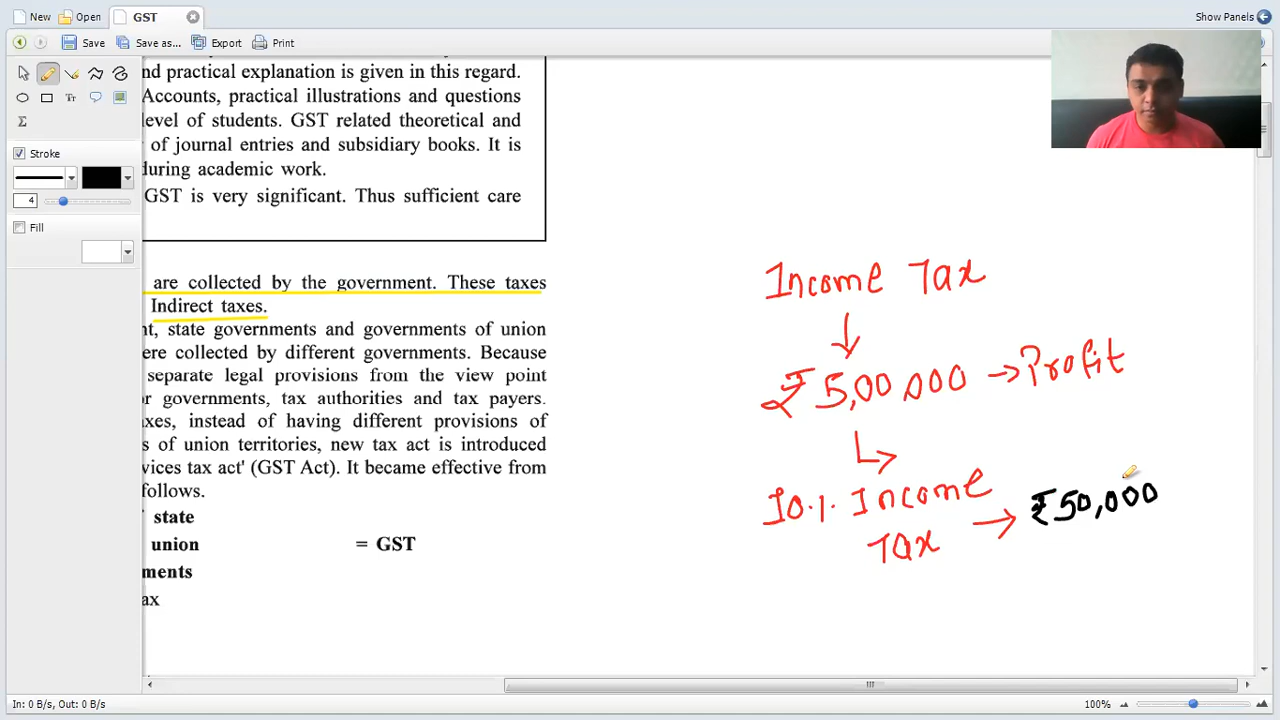 New Open GST Show Panels
Save Save as... Export Print
Stroke
4
Fill
nd practical explanation is given in this regard.
Accounts, practical illustrations and questions
level of students. GST related theoretical and
of journal entries and subsidiary books. It is
during academic work.
GST is very significant. Thus sufficient care
are collected by the government. These taxes
Indirect taxes.
nt, state governments and governments of union
ere collected by different governments. Because
separate legal provisions from the view point
or governments, tax authorities and tax payers.
axes, instead of having different provisions of
s of union territories, new tax act is introduced
vices tax act' (GST Act). It became effective from
follows.
state
union = GST
ments
ax
Income Tax
₹ 5,00,000 → Profit
10% Income
Tax → ₹50,000
In: 0 B/s, Out: 0 B/s 100%